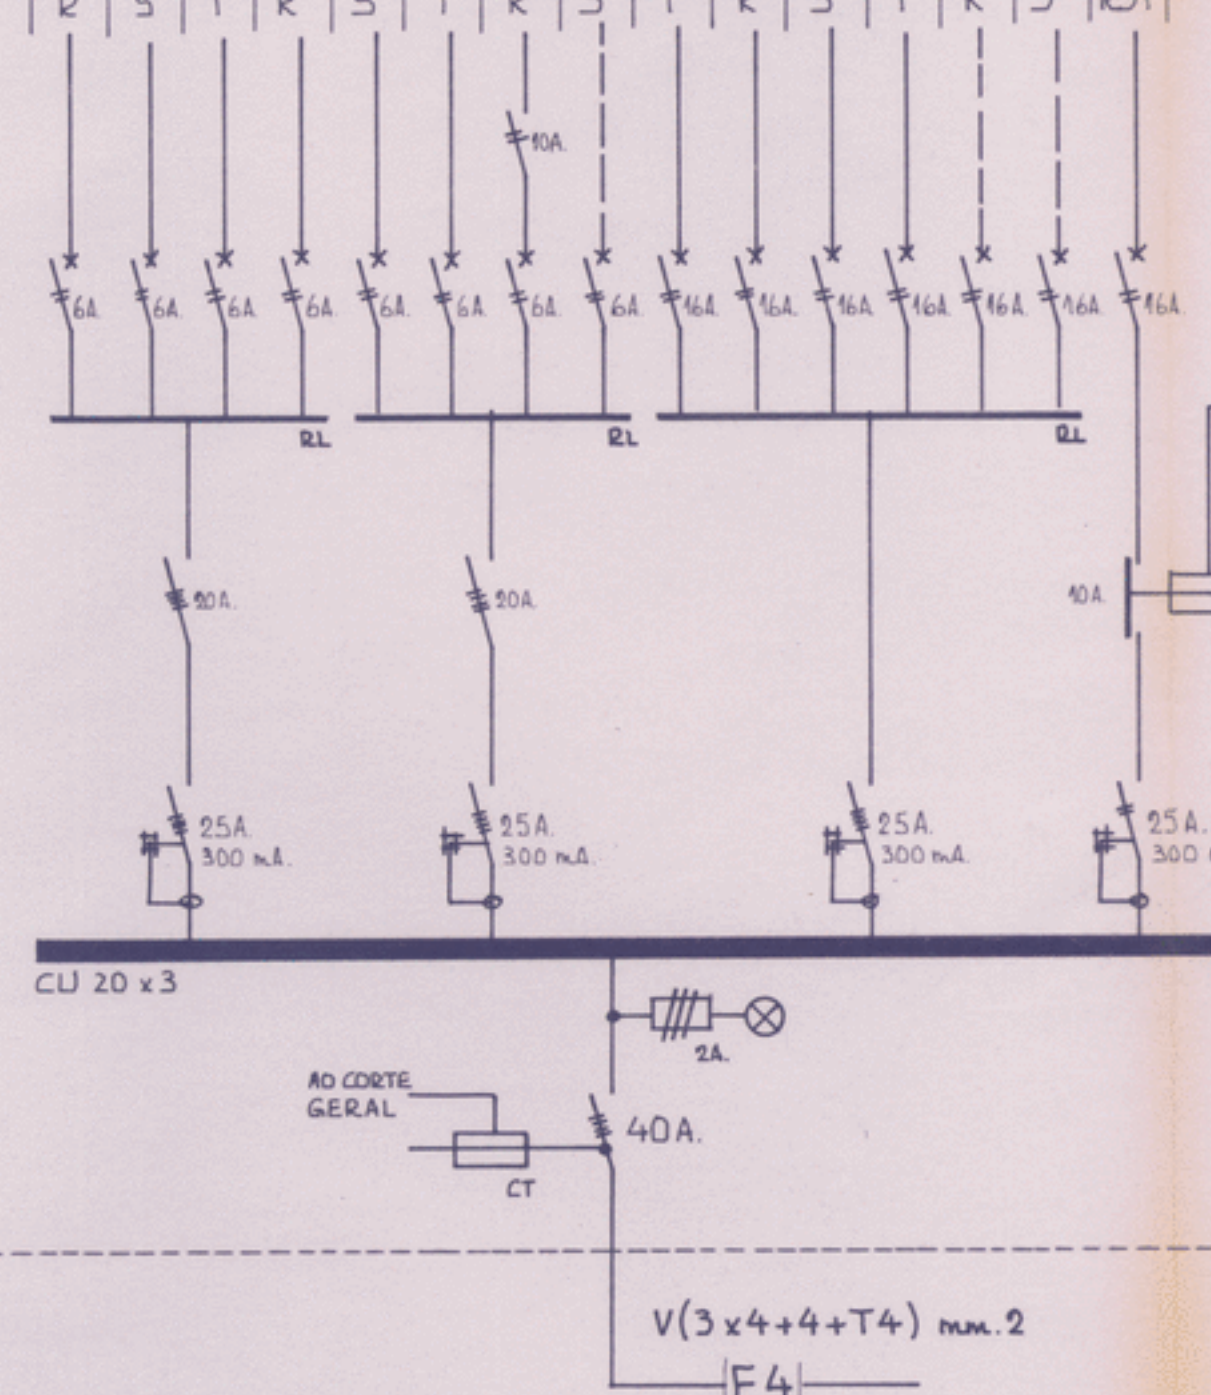 R S T R S T R S T R S T R S RST
10A.
6A. 6A. 6A. 6A. 6A. 6A. 6A. 6A. 16A. 16A. 16A. 16A. 16A. 16A. 16A.
RL RL RL
20A. 20A. 10A.
25A. 25A. 25A. 25A.
300 mA. 300 mA. 300 mA. 300
CU 20 x 3
2A.
AO CORTE
GERAL
40A.
CT
V(3x4+4+T4) mm.2
F4